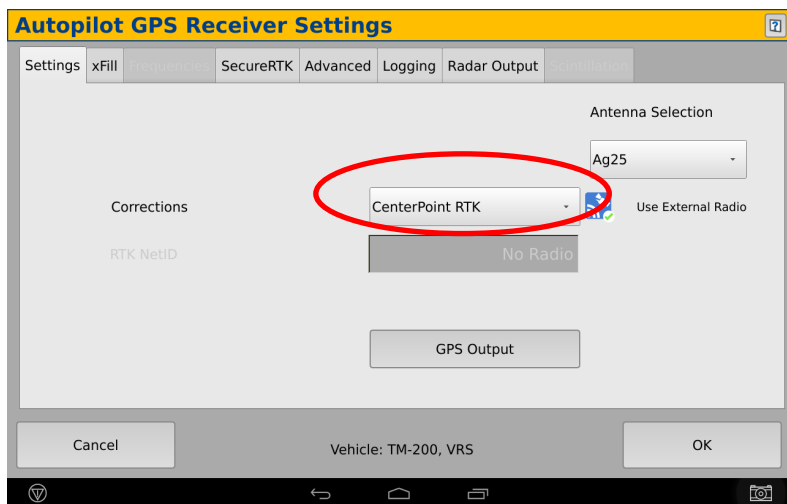 Autopilot GPS Receiver Settings
?
Settings xFill Frequencies SecureRTK Advanced Logging Radar Output Scintillation
Antenna Selection
Ag25
Corrections CenterPoint RTK Use External Radio
RTK NetID No Radio
GPS Output
Cancel Vehicle: TM-200, VRS OK